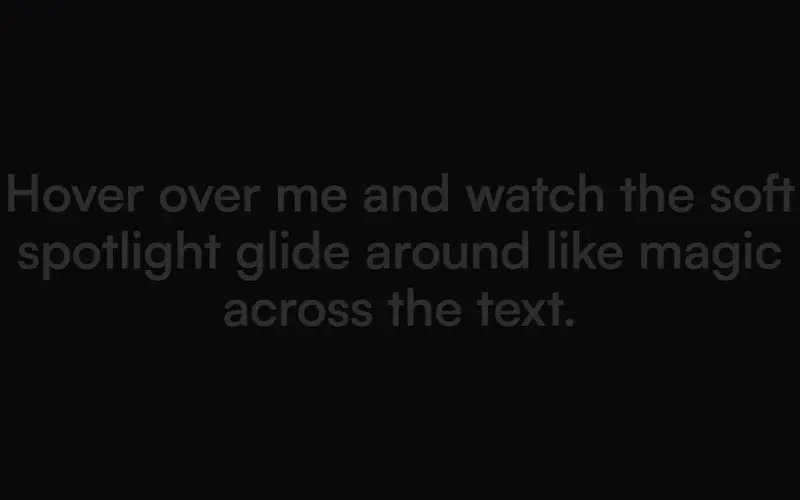 Hover over me and watch the soft
spotlight glide around like magic
across the text.